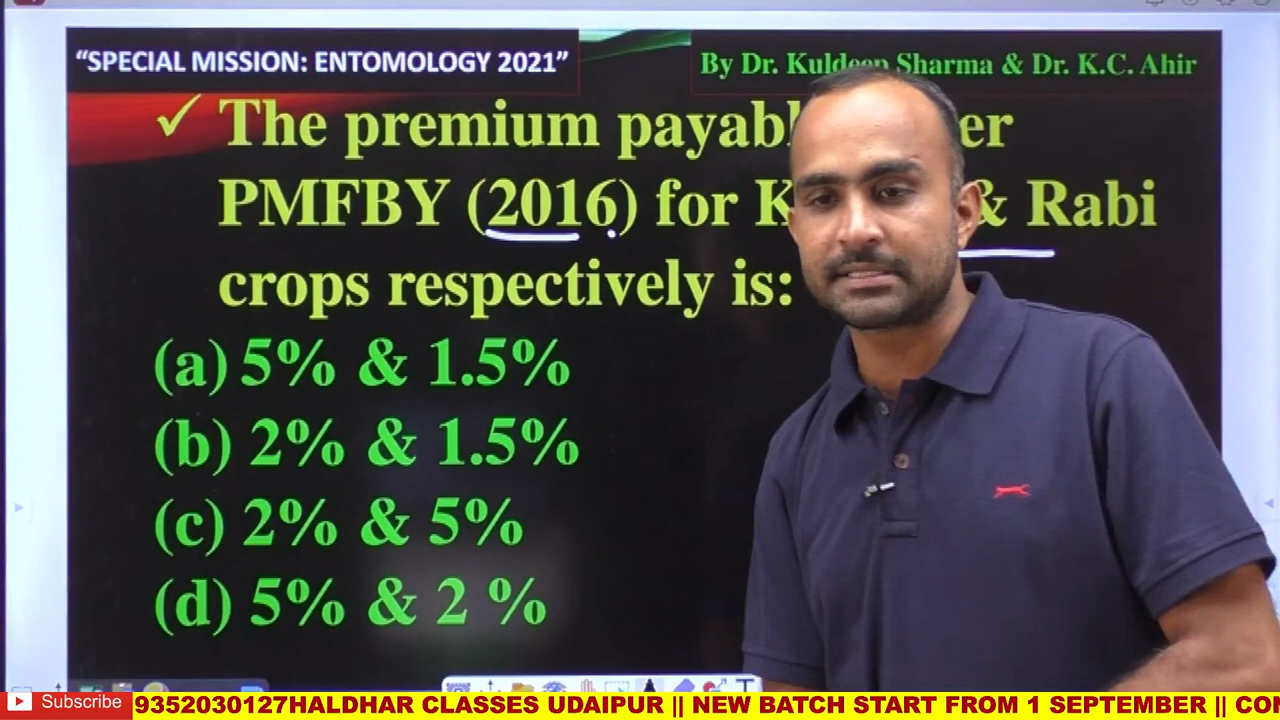 “SPECIAL MISSION: ENTOMOLOGY 2021”
By Dr. Kuldeep Sharma & Dr. K.C. Ahir
✓ The premium payabl er
PMFBY (2016) for K & Rabi
crops respectively is:
(a) 5% & 1.5%
(b) 2% & 1.5%
(c) 2% & 5%
(d) 5% & 2 %
Subscribe
9352030127HALDHAR CLASSES UDAIPUR || NEW BATCH START FROM 1 SEPTEMBER || CO